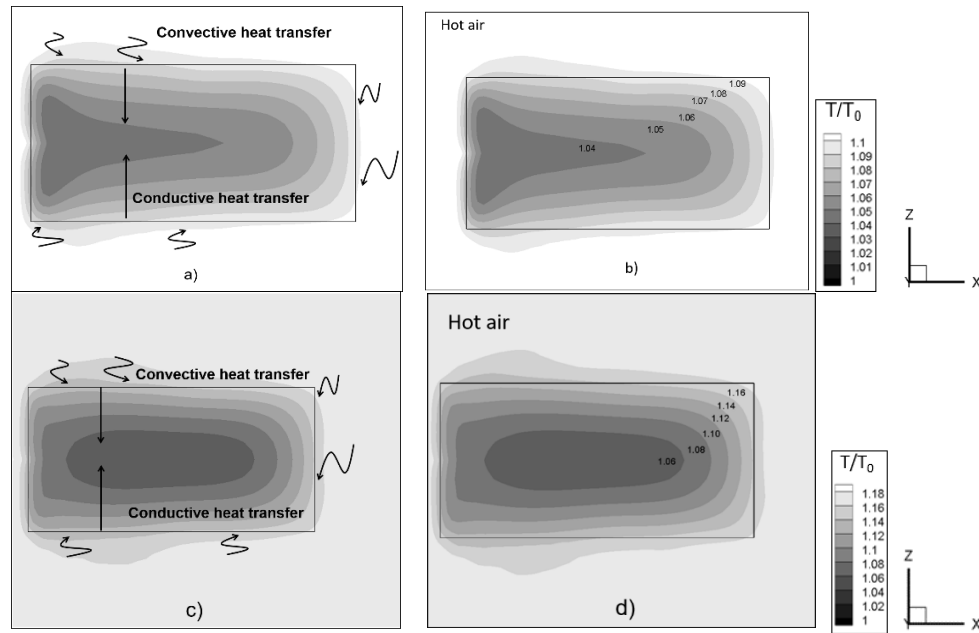 Convective heat transfer
Conductive heat transfer
a)
Hot air
1.09
1.08
1.07
1.06
1.05
1.04
b)
T/T₀
1.1
1.09
1.08
1.07
1.06
1.05
1.04
1.03
1.02
1.01
1
Z
Y
X
Convective heat transfer
Conductive heat transfer
c)
Hot air
1.16
1.14
1.12
1.10
1.08
1.06
d)
T/T₀
1.18
1.16
1.14
1.12
1.1
1.08
1.06
1.04
1.02
1
Z
Y
X